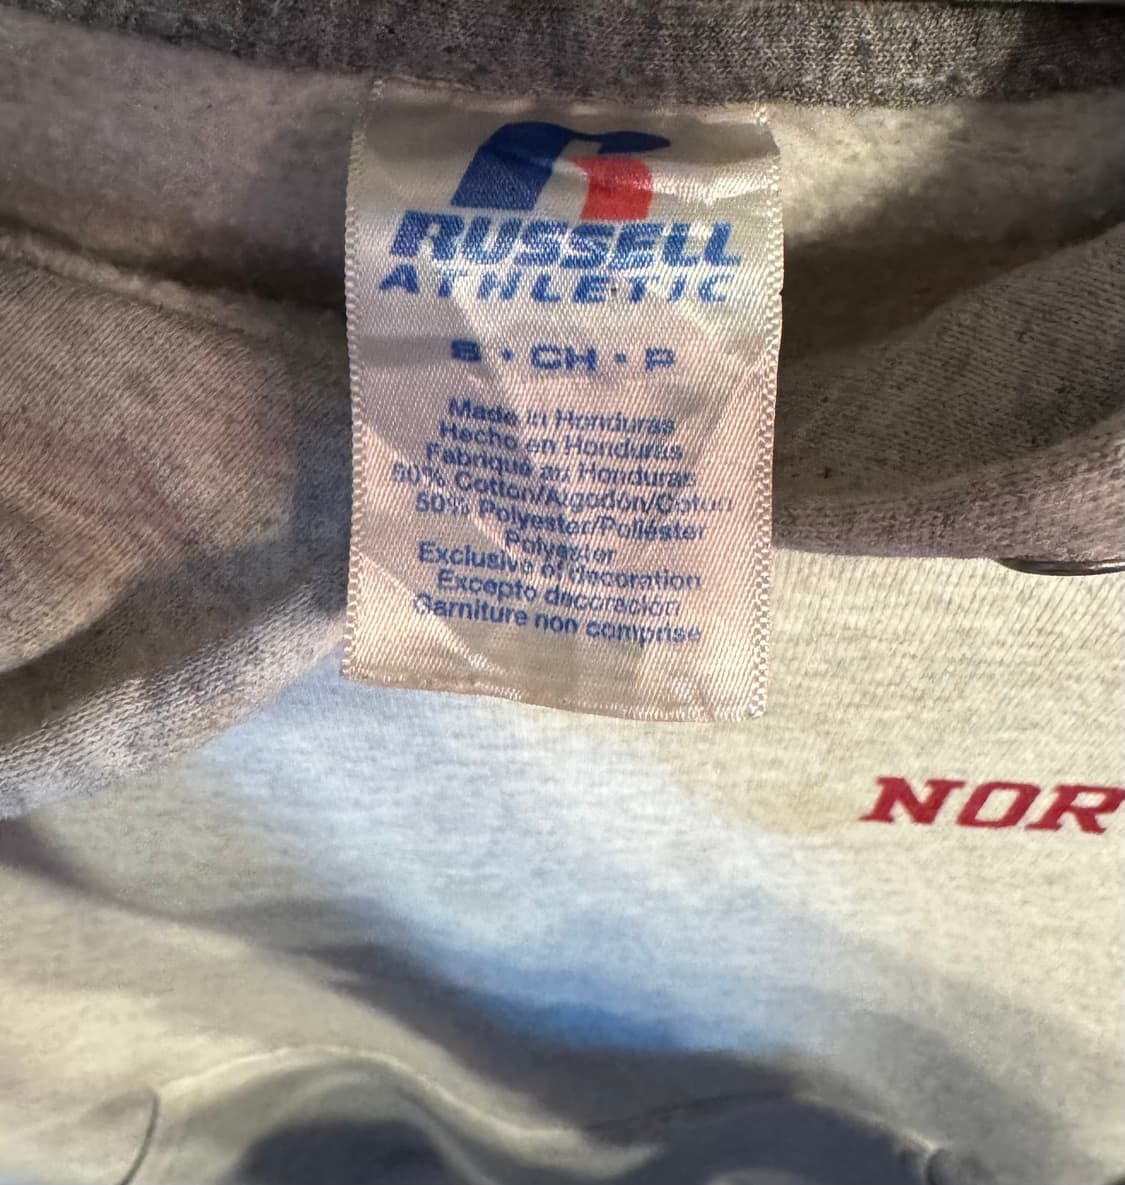 RUSSELL
ATHLETIC
S • CH • P
Made in Honduras
Hecho en Honduras
Fabriqué au Honduras
50% Cotton/Algodón/Coton
50% Polyester/Poliéster
Polyester
Exclusive of decoration
Excepto decoración
Garniture non comprise
NOR